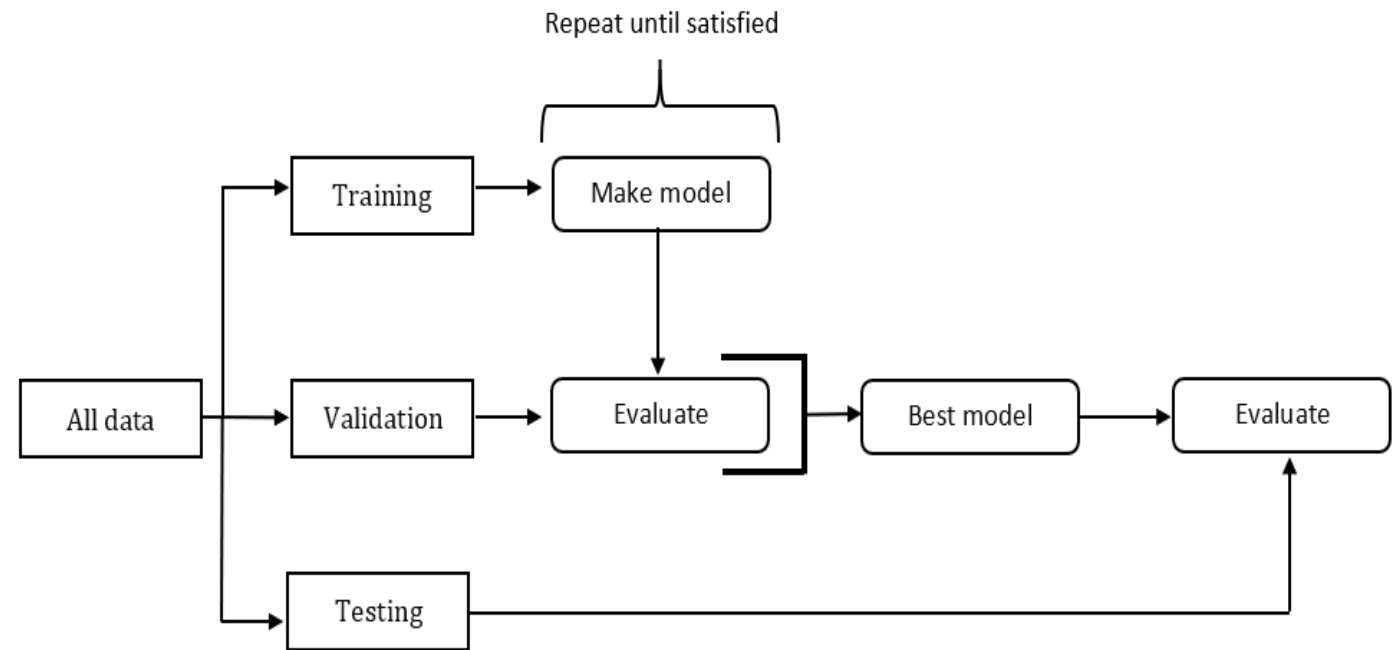 Repeat until satisfied
Training
Make model
All data
Validation
Evaluate
Best model
Evaluate
Testing